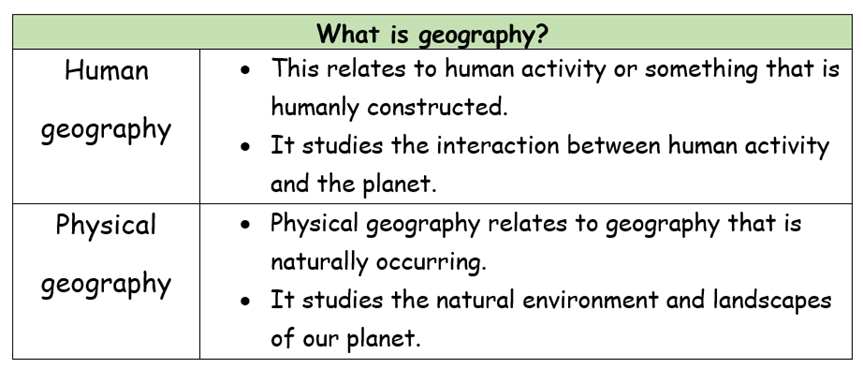 What is geography?
Human
geography
• This relates to human activity or something that is
humanly constructed.
• It studies the interaction between human activity
and the planet.
Physical
geography
• Physical geography relates to geography that is
naturally occurring.
• It studies the natural environment and landscapes
of our planet.